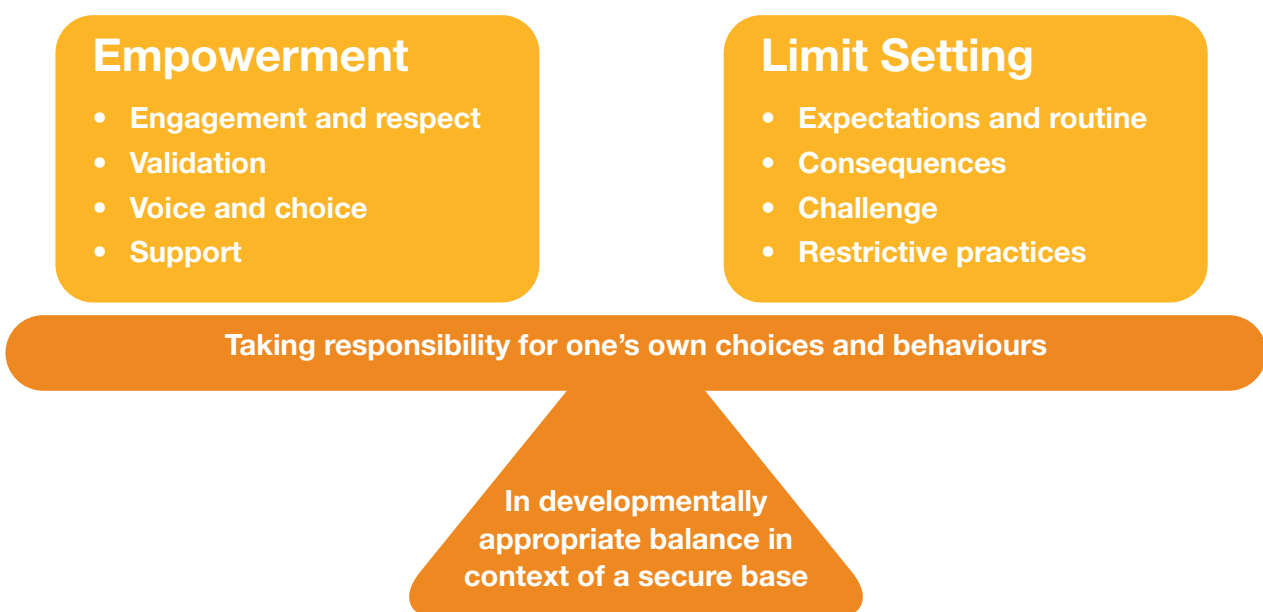 Empowerment
• Engagement and respect
• Validation
• Voice and choice
• Support
Limit Setting
• Expectations and routine
• Consequences
• Challenge
• Restrictive practices
Taking responsibility for one’s own choices and behaviours
In developmentally
appropriate balance in
context of a secure base